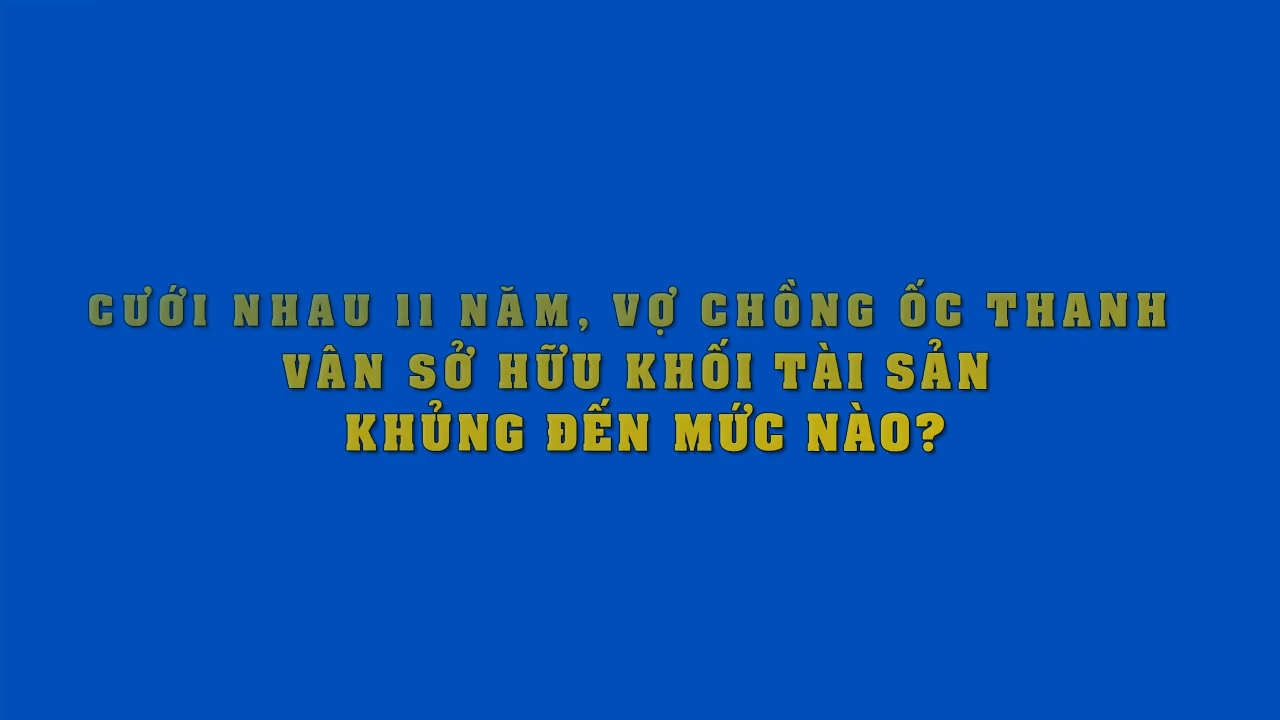 CƯỚI NHAU 11 NĂM, VỢ CHỒNG ỐC THANH
VÂN SỞ HỮU KHỐI TÀI SẢN
KHỦNG ĐẾN MỨC NÀO?